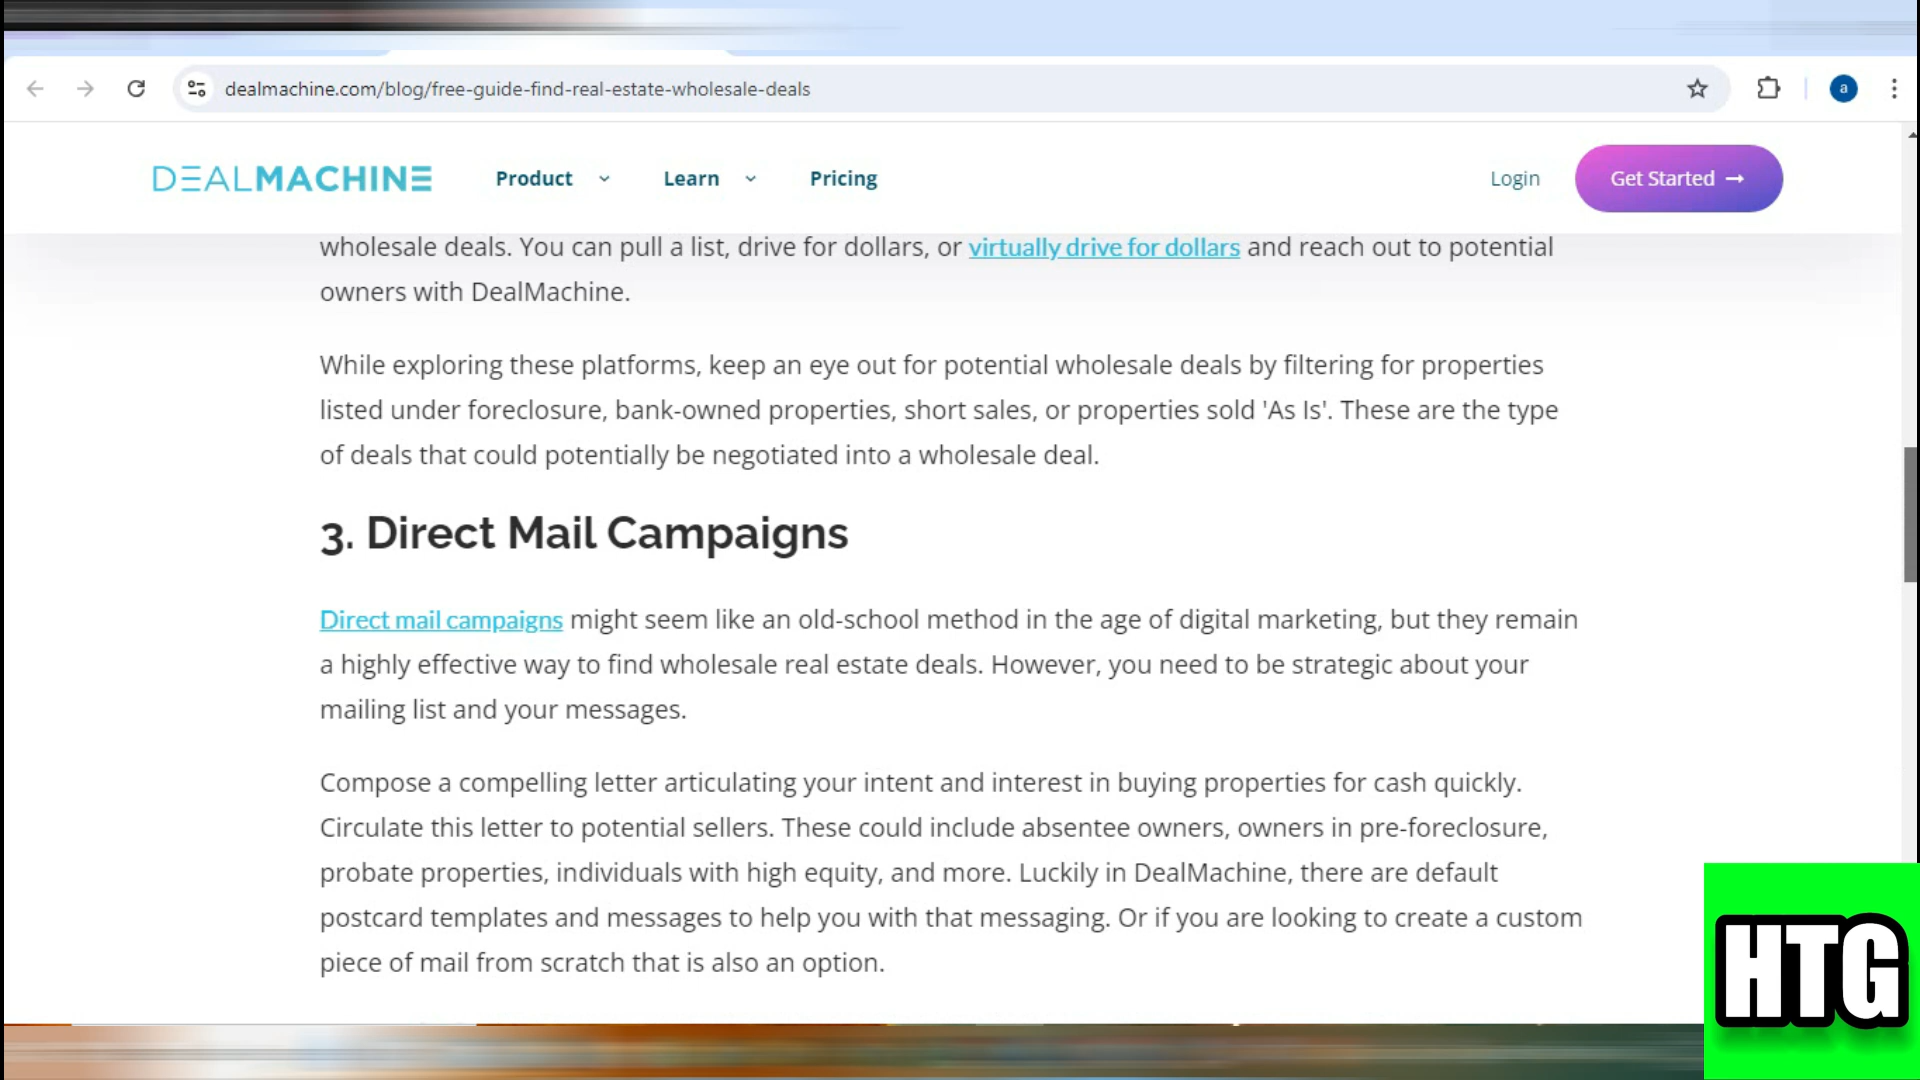 dealmachine.com/blog/free-guide-find-real-estate-wholesale-deals
a
DEALMACHINE Product Learn Pricing Login Get Started →
wholesale deals. You can pull a list, drive for dollars, or virtually drive for dollars and reach out to potential
owners with DealMachine.
While exploring these platforms, keep an eye out for potential wholesale deals by filtering for properties
listed under foreclosure, bank-owned properties, short sales, or properties sold 'As Is'. These are the type
of deals that could potentially be negotiated into a wholesale deal.
3. Direct Mail Campaigns
Direct mail campaigns might seem like an old-school method in the age of digital marketing, but they remain
a highly effective way to find wholesale real estate deals. However, you need to be strategic about your
mailing list and your messages.
Compose a compelling letter articulating your intent and interest in buying properties for cash quickly.
Circulate this letter to potential sellers. These could include absentee owners, owners in pre-foreclosure,
probate properties, individuals with high equity, and more. Luckily in DealMachine, there are default
postcard templates and messages to help you with that messaging. Or if you are looking to create a custom
piece of mail from scratch that is also an option.
HTG